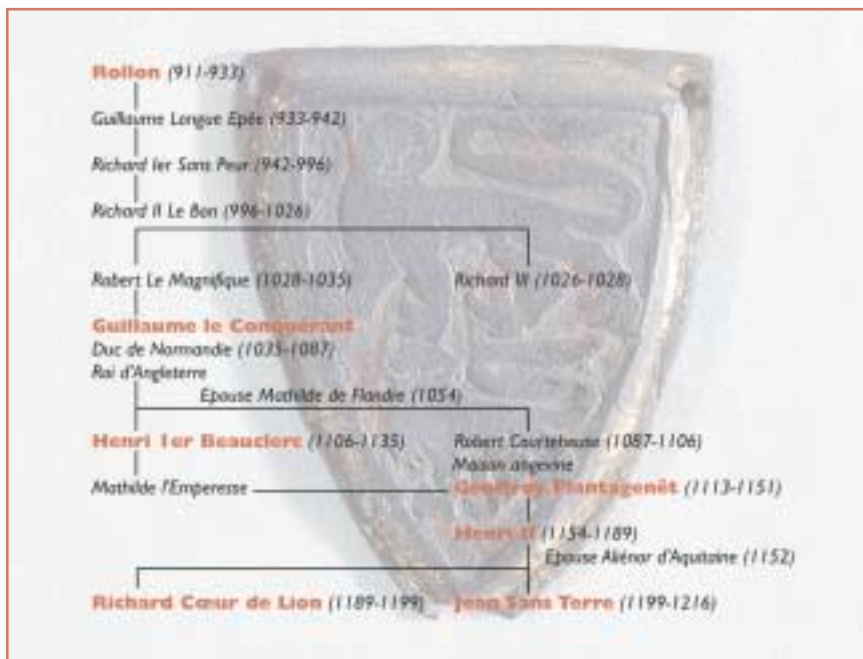 Rollon (911-933)
Guillaume Longue Epée (933-942)
Richard Ier Sans Peur (942-996)
Richard II Le Bon (996-1026)
Robert Le Magnifique (1028-1035) Richard III (1026-1028)
Guillaume le Conquérant
Duc de Normandie (1035-1087)
Roi d'Angleterre
Epouse Mathilde de Flandre (1054)
Henri 1er Beauclerc (1106-1135) Robert Courteheuse (1087-1106)
Maison angevine
Mathilde l'Emperesse Geoffroy Plantagenêt (1113-1151)
Henri II (1154-1189)
Epouse Aliénor d'Aquitaine (1152)
Richard Cœur de Lion (1189-1199) Jean Sans Terre (1199-1216)